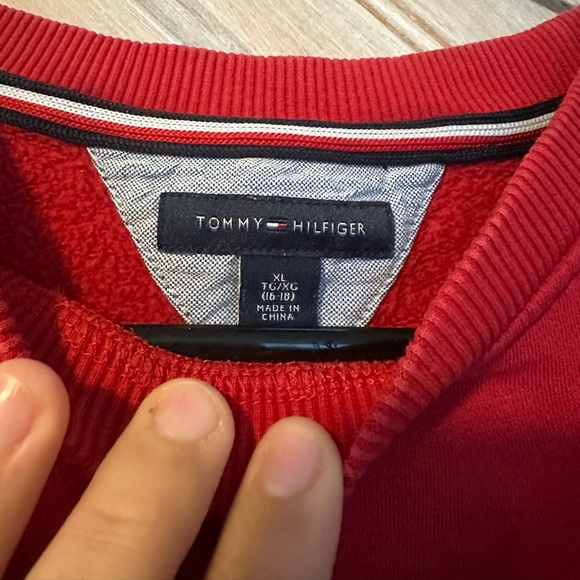 TOMMY HILFIGER
XL
TG/XG
(16-18)
MADE IN
CHINA